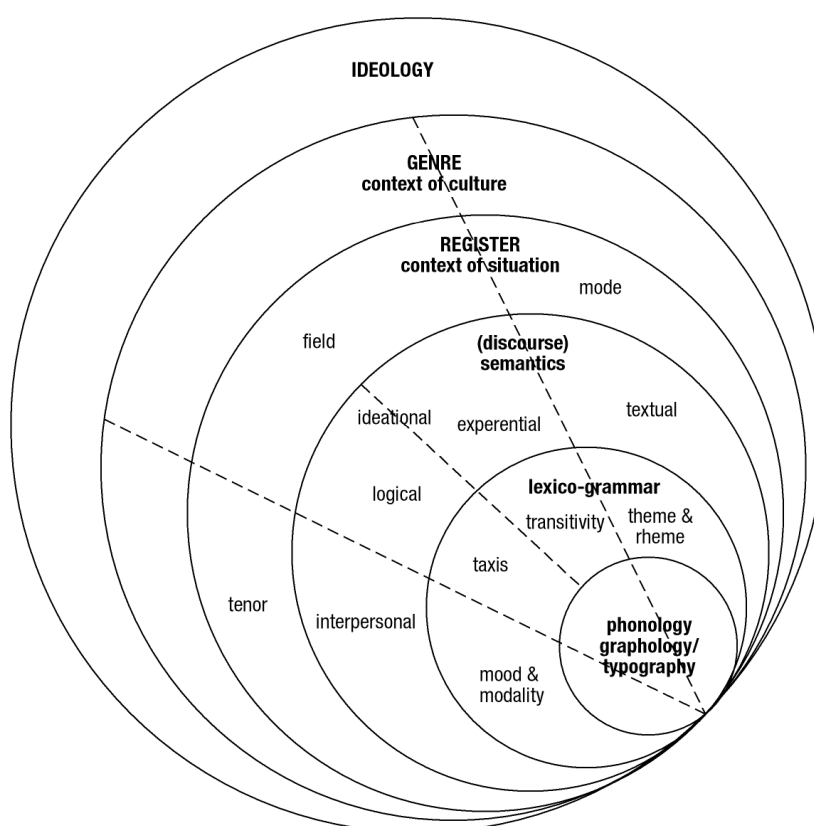 IDEOLOGY
GENRE
context of culture
REGISTER
context of situation
mode
field
(discourse)
semantics
ideational
experential
textual
logical
lexico-grammar
transitivity
theme &
rheme
taxis
tenor
interpersonal
phonology
graphology/
typography
mood &
modality